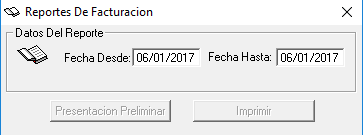 Reportes De Facturacion
Datos Del Reporte
Fecha Desde: 06/01/2017 Fecha Hasta: 06/01/2017
Presentacion Preliminar Imprimir